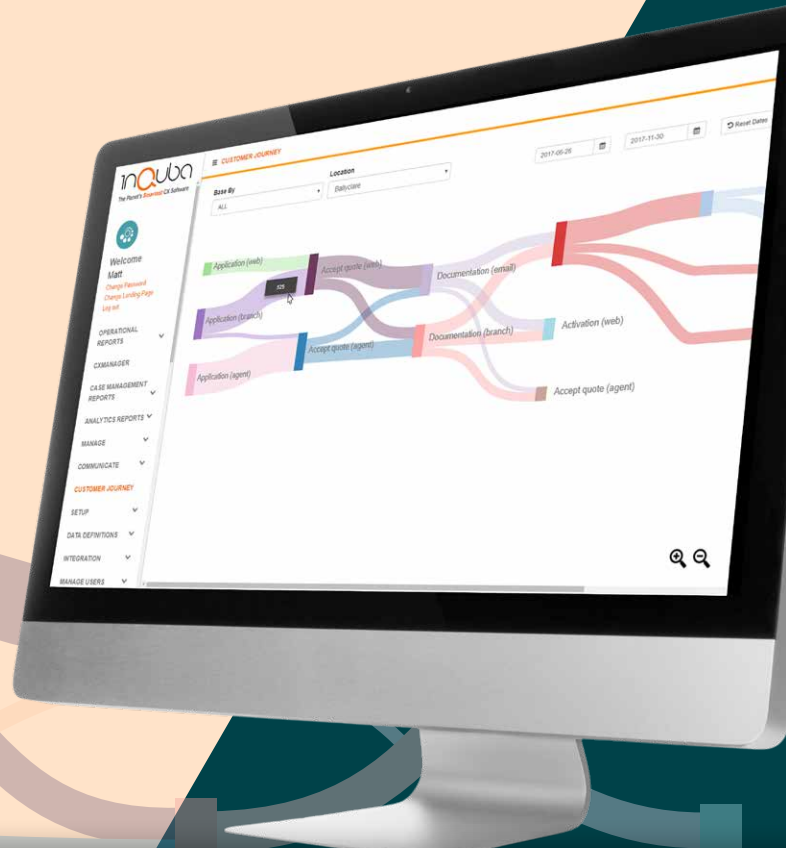 inQuba
The Planet's Smartest CX Software
Welcome
Matt
Change Password
Change Landing Page
Log out
OPERATIONAL
REPORTS
CXMANAGER
CASE MANAGEMENT
REPORTS
ANALYTICS REPORTS
MANAGE
COMMUNICATE
CUSTOMER JOURNEY
SETUP
DATA DEFINITIONS
INTEGRATION
MANAGE USERS
CUSTOMER JOURNEY
Base By
ALL
Location
Ballyclare
2017-05-26
2017-11-30
Reset Dates
Application (web)
Application (branch)
Application (agent)
Accept quote (web)
Accept quote (agent)
Documentation (email)
Documentation (branch)
Activation (web)
Accept quote (agent)